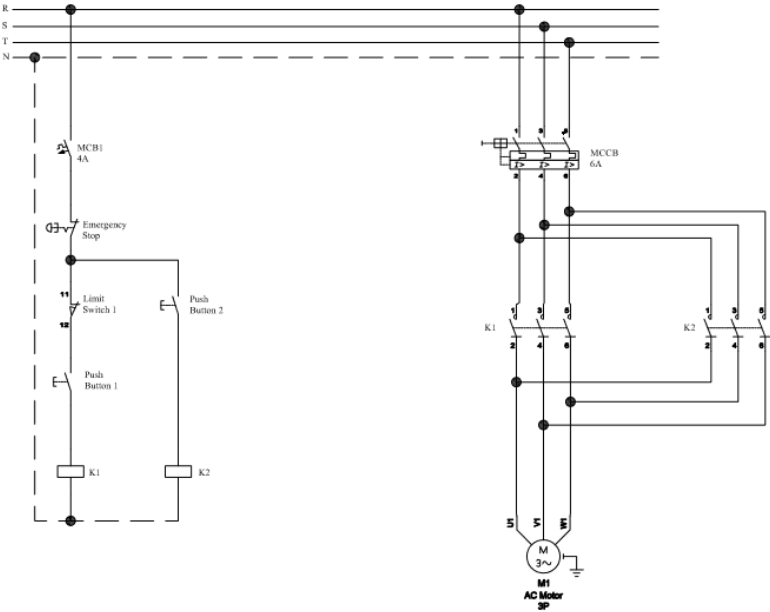 R
S
T
N
MCB1
4A
Emergency
Stop
11
Limit
Switch 1
12
Push
Button 2
Push
Button 1
K1
K2
1 3 5
MCCB
6A
I> I> I>
2 4 6
1 3 5
K1
2 4 6
1 3 5
K2
2 4 6
U1 V1 W1
M
3~
M1
AC Motor
3P